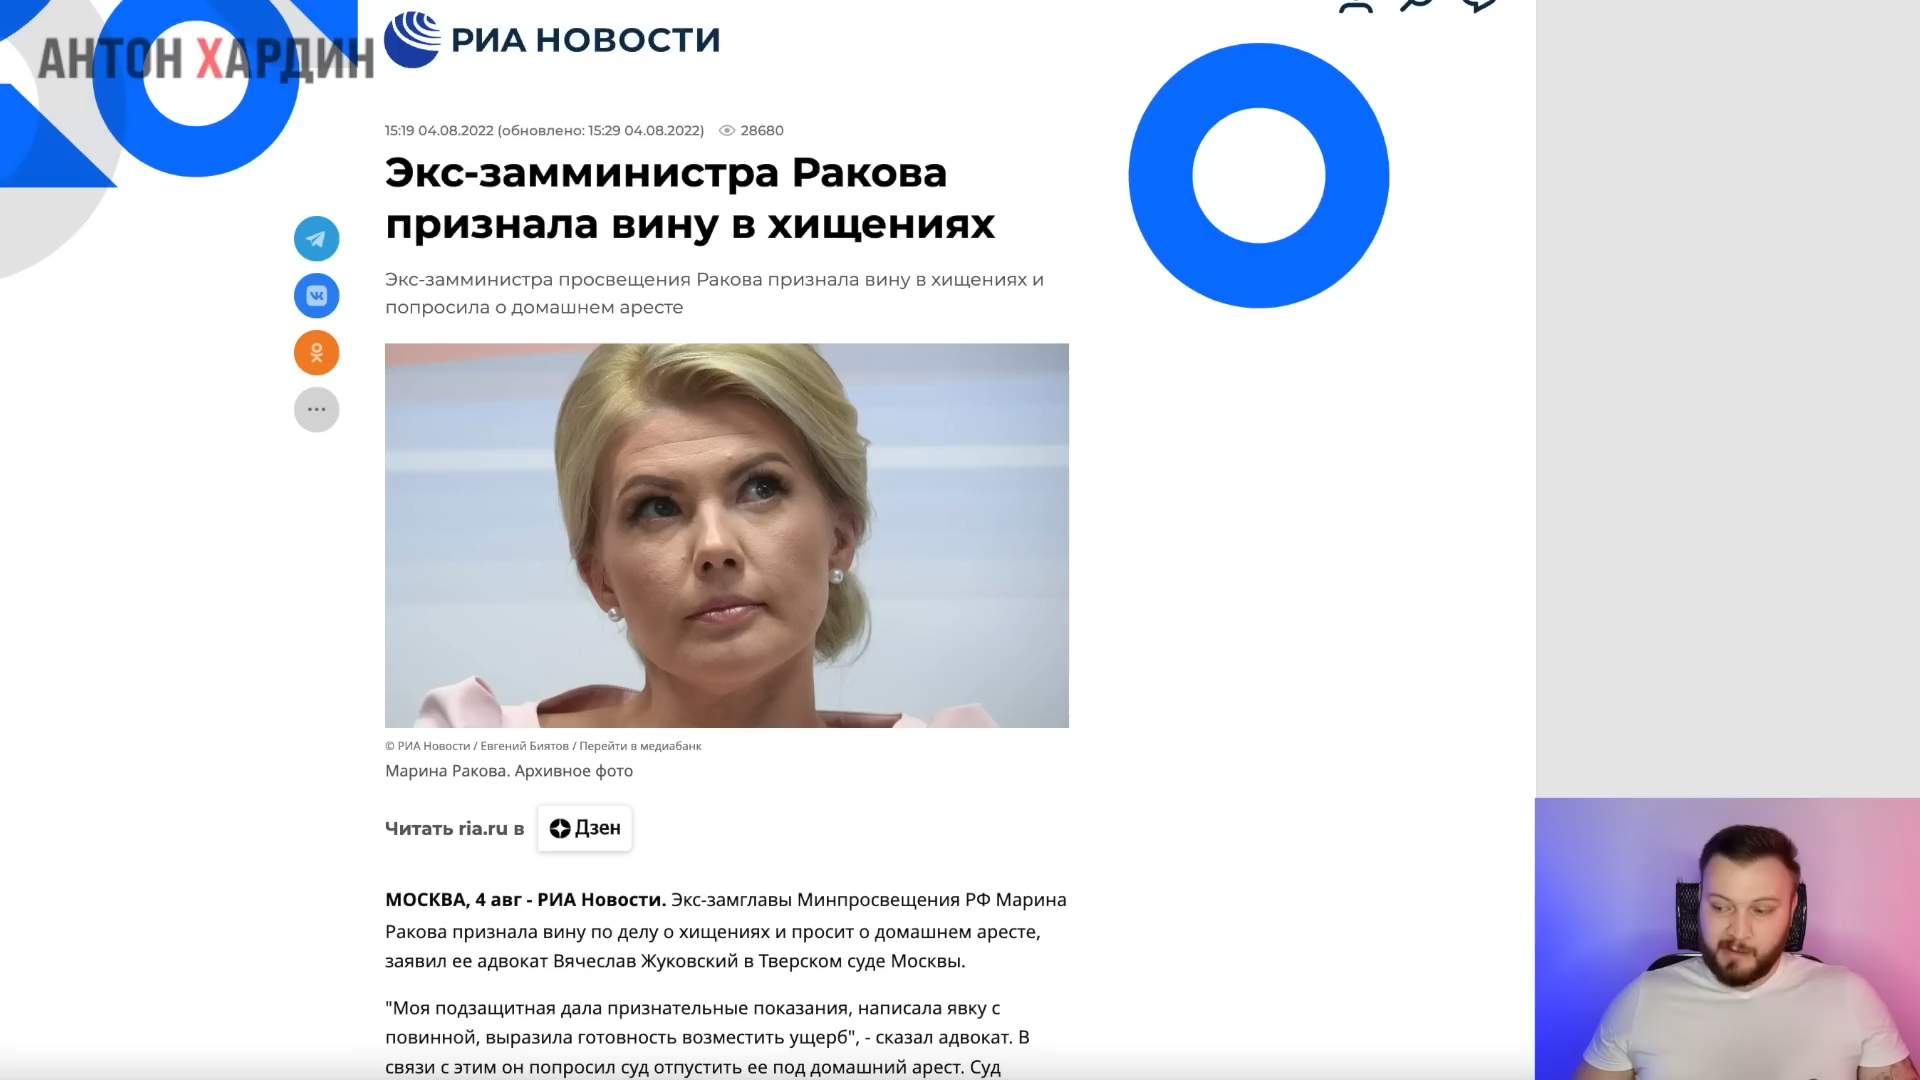 АНТОН ХАРДИН
РИА НОВОСТИ
15:19 04.08.2022 (обновлено: 15:29 04.08.2022) 28680
Экс-замминистра Ракова
признала вину в хищениях
Экс-замминистра просвещения Ракова признала вину в хищениях и
попросила о домашнем аресте
© РИА Новости / Евгений Биятов / Перейти в медиабанк
Марина Ракова. Архивное фото
Читать ria.ru в Дзен
МОСКВА, 4 авг - РИА Новости. Экс-замглавы Минпросвещения РФ Марина
Ракова признала вину по делу о хищениях и просит о домашнем аресте,
заявил ее адвокат Вячеслав Жуковский в Тверском суде Москвы.
"Моя подзащитная дала признательные показания, написала явку с
повинной, выразила готовность возместить ущерб", - сказал адвокат. В
связи с этим он попросил суд отпустить ее под домашний арест. Суд